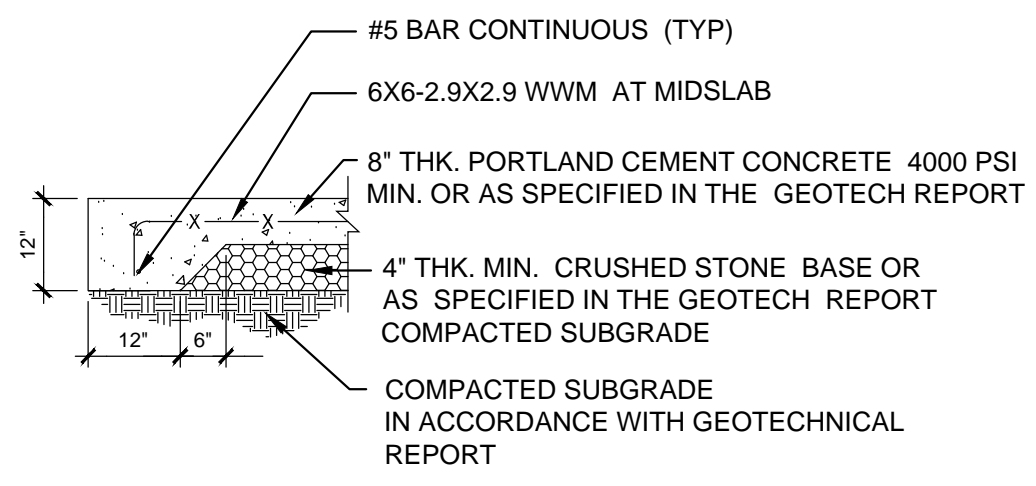 #5 BAR CONTINUOUS (TYP)
6X6-2.9X2.9 WWM AT MIDSLAB
8" THK. PORTLAND CEMENT CONCRETE 4000 PSI
MIN. OR AS SPECIFIED IN THE GEOTECH REPORT
X X
12"
4" THK. MIN. CRUSHED STONE BASE OR
AS SPECIFIED IN THE GEOTECH REPORT
COMPACTED SUBGRADE
12" 6"
COMPACTED SUBGRADE
IN ACCORDANCE WITH GEOTECHNICAL
REPORT